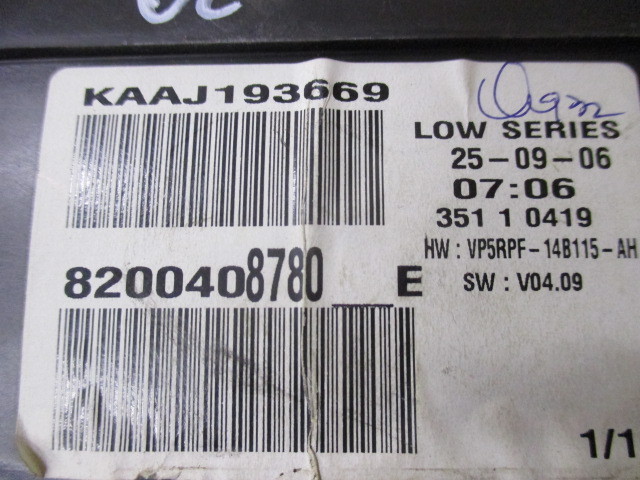 KAAJ193669
LOW SERIES
25-09-06
07:06
351 1 0419
HW : VP5RPF-14B115-AH
8200408780___E
SW : V04.09
1/1